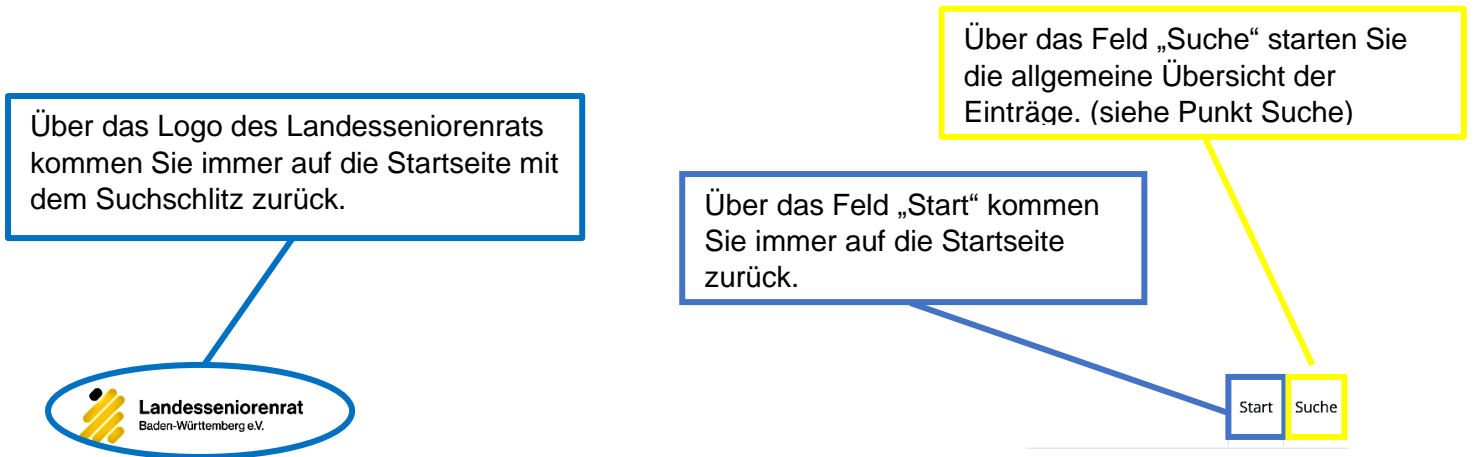 Über das Feld „Suche“ starten Sie
die allgemeine Übersicht der
Einträge. (siehe Punkt Suche)
Über das Logo des Landesseniorenrats
kommen Sie immer auf die Startseite mit
dem Suchschlitz zurück.
Über das Feld „Start“ kommen
Sie immer auf die Startseite
zurück.
Landesseniorenrat
Baden-Württemberg e.V.
Start
Suche